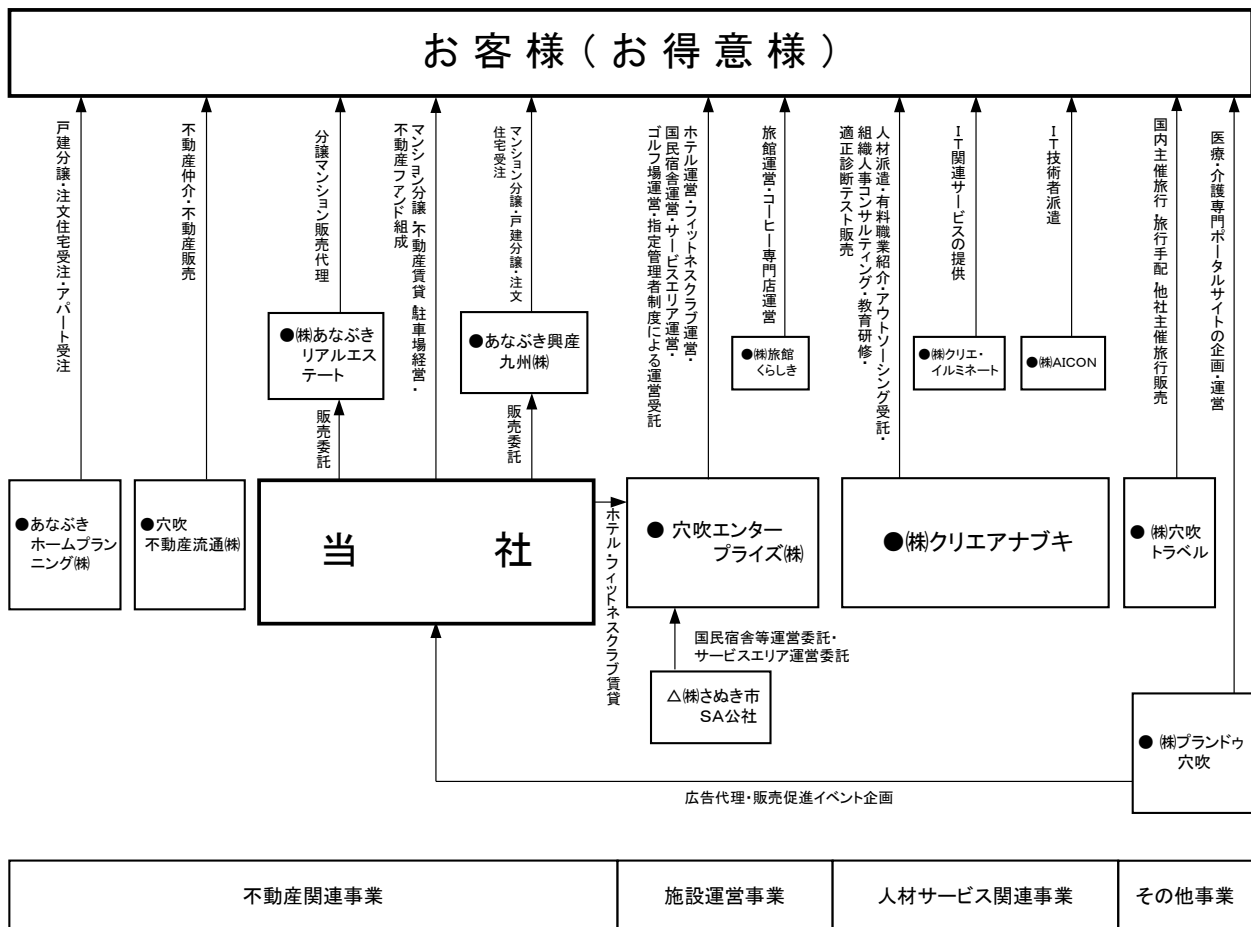 お客様(お得意様)
戸建分譲・注文住宅受注・アパート受注
不動産仲介・不動産販売
分譲マンション販売代理
マンション分譲・不動産賃貸・駐車場経営・
不動産ファンド組成
マンション分譲・戸建分譲・注文
住宅受注
ホテル運営・フィットネスクラブ運営・
国民宿舎運営・サービスエリア運営・
ゴルフ場運営・指定管理者制度による運営受託
旅館運営・コーヒー専門店運営
人材派遣・有料職業紹介・アウトソーシング受託・
組織人事コンサルティング・教育研修・
適正診断テスト販売
IT関連サービスの提供
IT技術者派遣
国内主催旅行・旅行手配・他社主催旅行販売
医療・介護専門ポータルサイトの企画・運営
●㈱あなぶき
リアルエス
テート
●あなぶき興産
九州㈱
●㈱旅館
くらしき
●㈱クリエ・
イルミネート
●㈱AICON
販売委託
販売委託
●あなぶき
ホームプラン
ニング㈱
●穴吹
不動産流通㈱
当 社
ホテル・フィットネスクラブ賃貸
● 穴吹エンター
プライズ㈱
●㈱クリエアナブキ
● ㈱穴吹
トラベル
国民宿舎等運営委託・
サービスエリア運営委託
△㈱さぬき市
SA公社
● ㈱プランドゥ
穴吹
広告代理・販売促進イベント企画
不動産関連事業
施設運営事業
人材サービス関連事業
その他事業